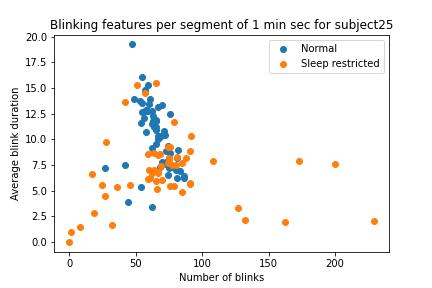 Blinking features per segment of 1 min sec for subject25
Normal
Sleep restricted
Average blink duration
20.0
17.5
15.0
12.5
10.0
7.5
5.0
2.5
0.0
0 50 100 150 200
Number of blinks